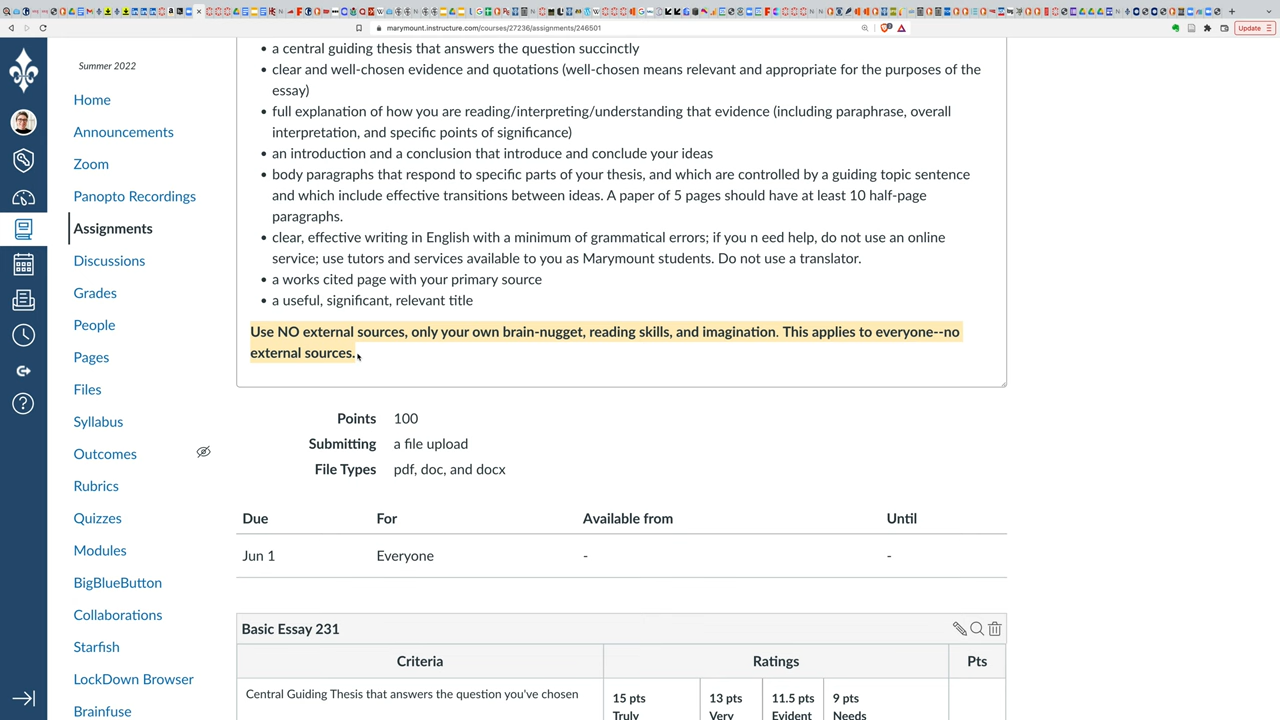 marymount.instructure.com/courses/27236/assignments/246501
Update
Summer 2022
Home
Announcements
Zoom
Panopto Recordings
Assignments
Discussions
Grades
People
Pages
Files
Syllabus
Outcomes
Rubrics
Quizzes
Modules
BigBlueButton
Collaborations
Starfish
LockDown Browser
Brainfuse
a central guiding thesis that answers the question succinctly
clear and well-chosen evidence and quotations (well-chosen means relevant and appropriate for the purposes of the
essay)
full explanation of how you are reading/interpreting/understanding that evidence (including paraphrase, overall
interpretation, and specific points of significance)
an introduction and a conclusion that introduce and conclude your ideas
body paragraphs that respond to specific parts of your thesis, and which are controlled by a guiding topic sentence
and which include effective transitions between ideas. A paper of 5 pages should have at least 10 half-page
paragraphs.
clear, effective writing in English with a minimum of grammatical errors; if you n eed help, do not use an online
service; use tutors and services available to you as Marymount students. Do not use a translator.
a works cited page with your primary source
a useful, significant, relevant title
Use NO external sources, only your own brain-nugget, reading skills, and imagination. This applies to everyone--no
external sources.
Points 100
Submitting a file upload
File Types pdf, doc, and docx
Due For Available from Until
Jun 1 Everyone - -
Basic Essay 231
Criteria Ratings Pts
Central Guiding Thesis that answers the question you've chosen
15 pts 13 pts 11.5 pts 9 pts
Truly Very Evident Needs